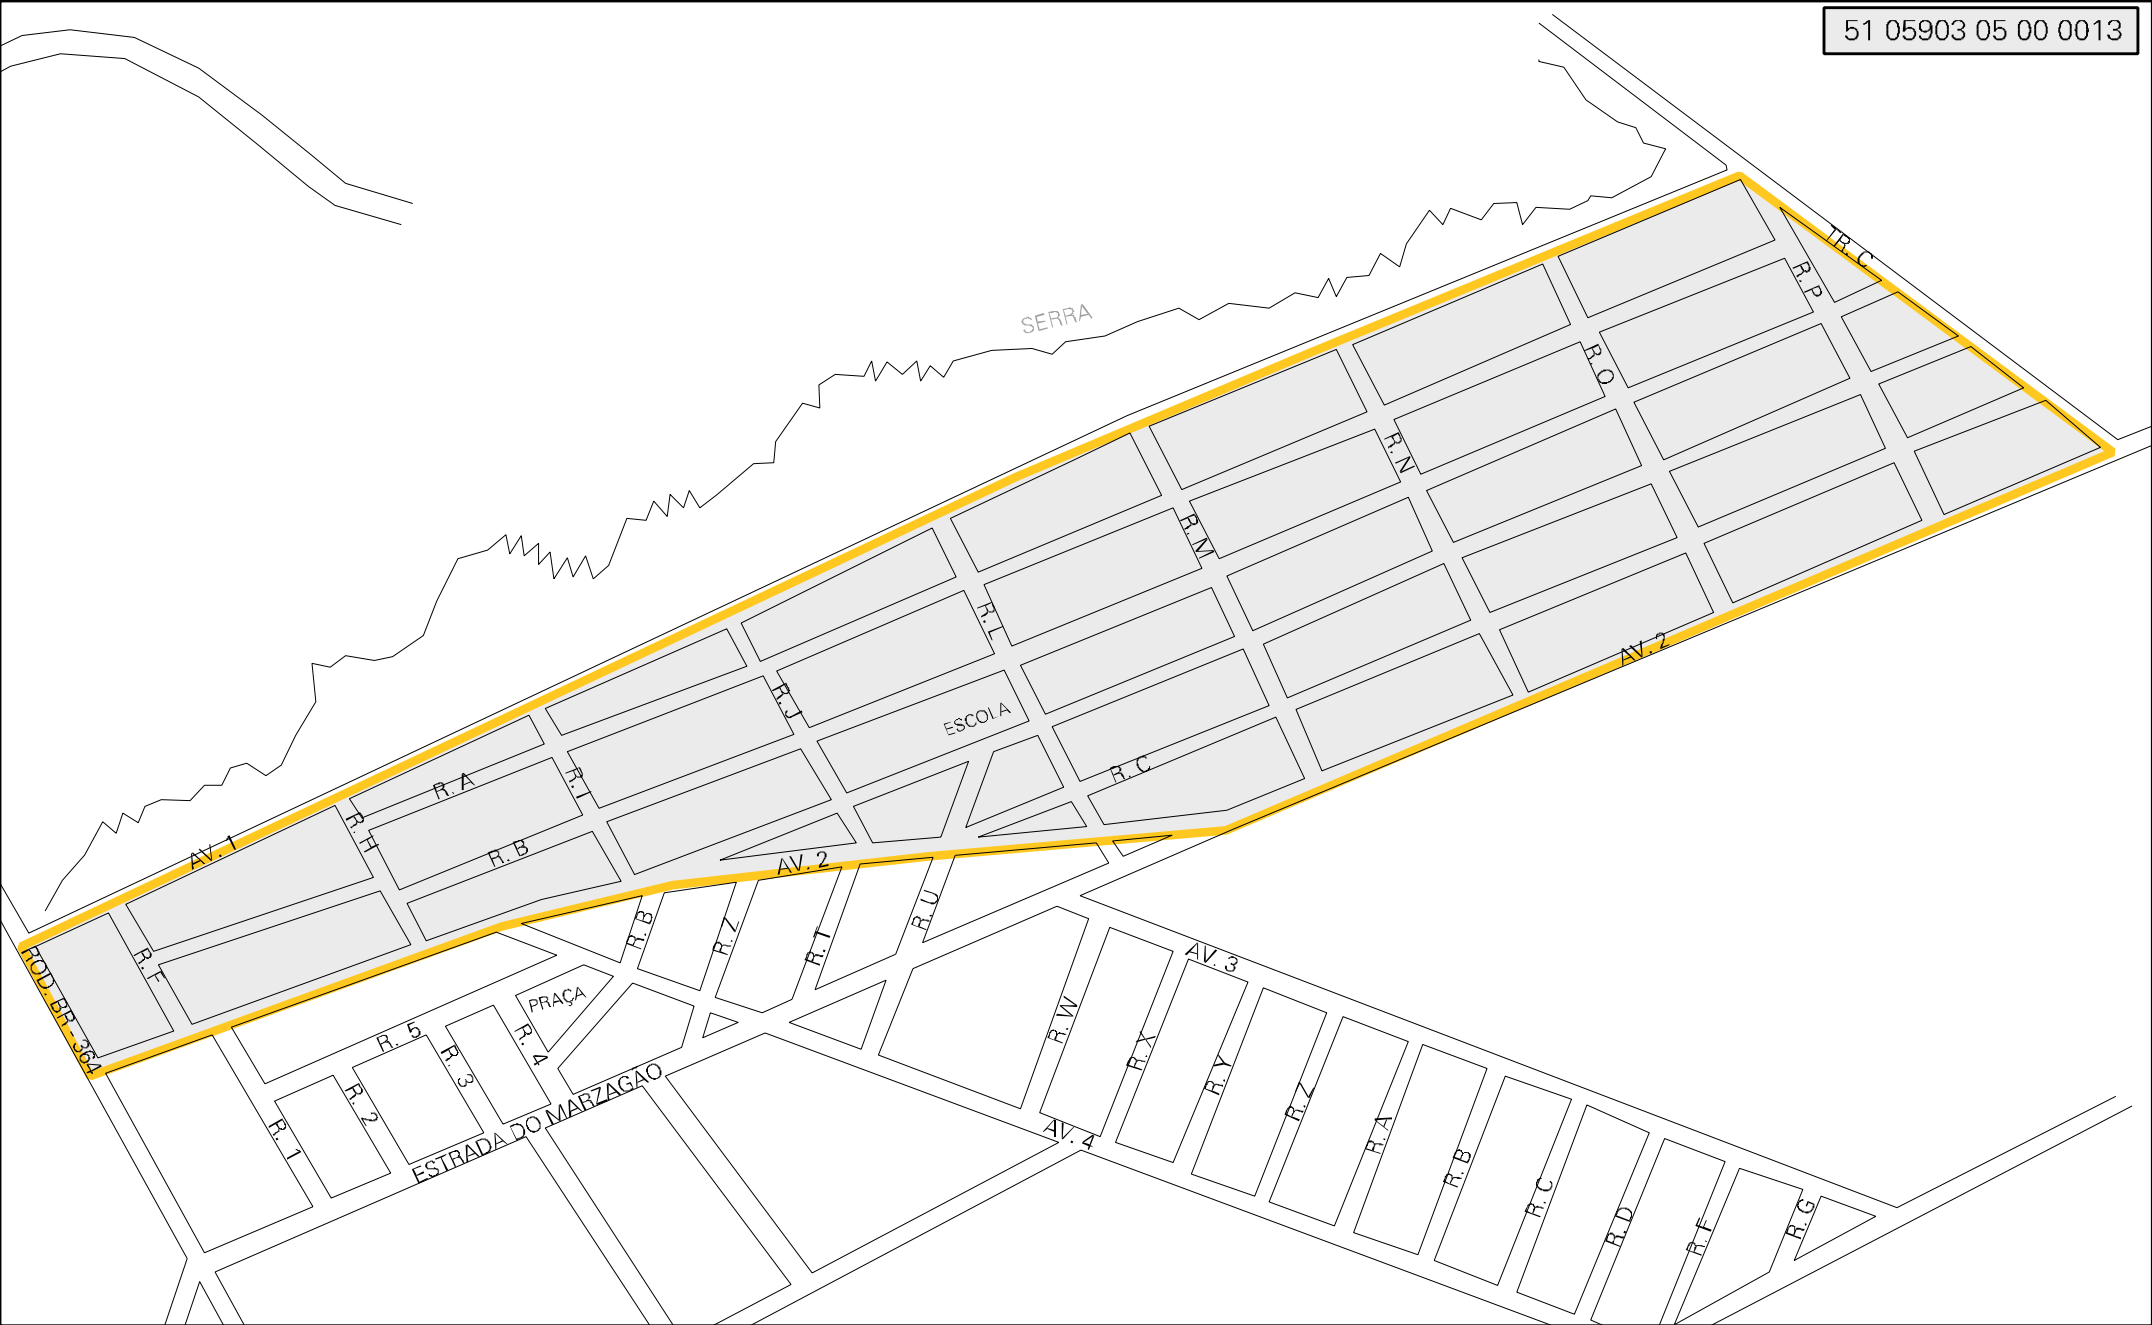 51 05903 05 00 0013
TR. C
R. P
SERRA
R. O
R. N
R. M
R. L
AV. 2
R. J
ESCOLA
R. C
R. I
R. A
R. H
R. B
AV. 1
AV. 2
R. F
ROD. BR - 364
R. B
R. Z
R. T
R. U
PRAÇA
AV. 3
R. 5
R. 4
R. 3
R. 2
R. 1
ESTRADA DO MARZAGAO
R. W
R. X
R. Y
R. Z
AV. 4
R. A
R. B
R. C
R. D
R. F
R. G